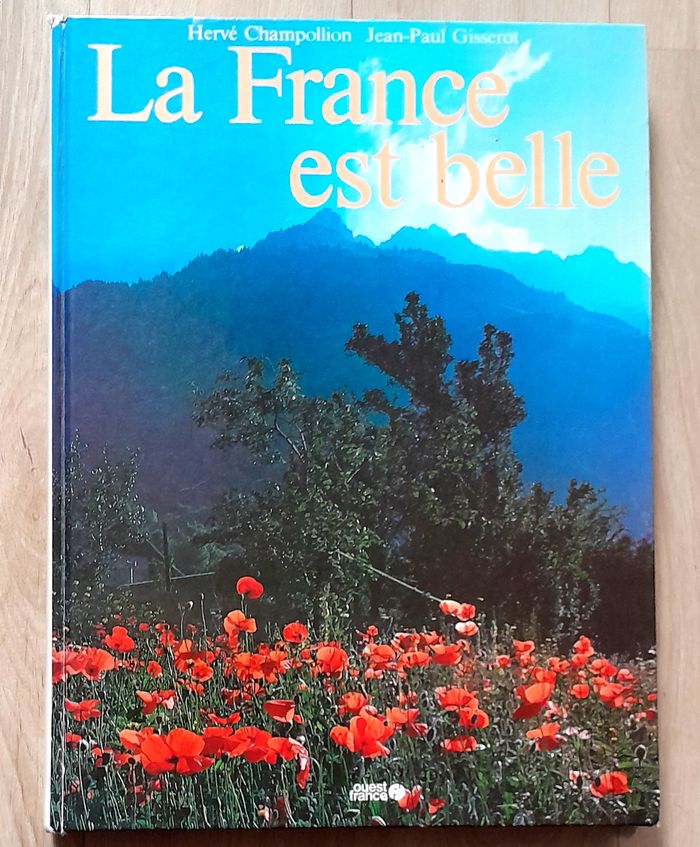 Hervé Champollion Jean-Paul Gisserot
La France
est belle
ouest
france